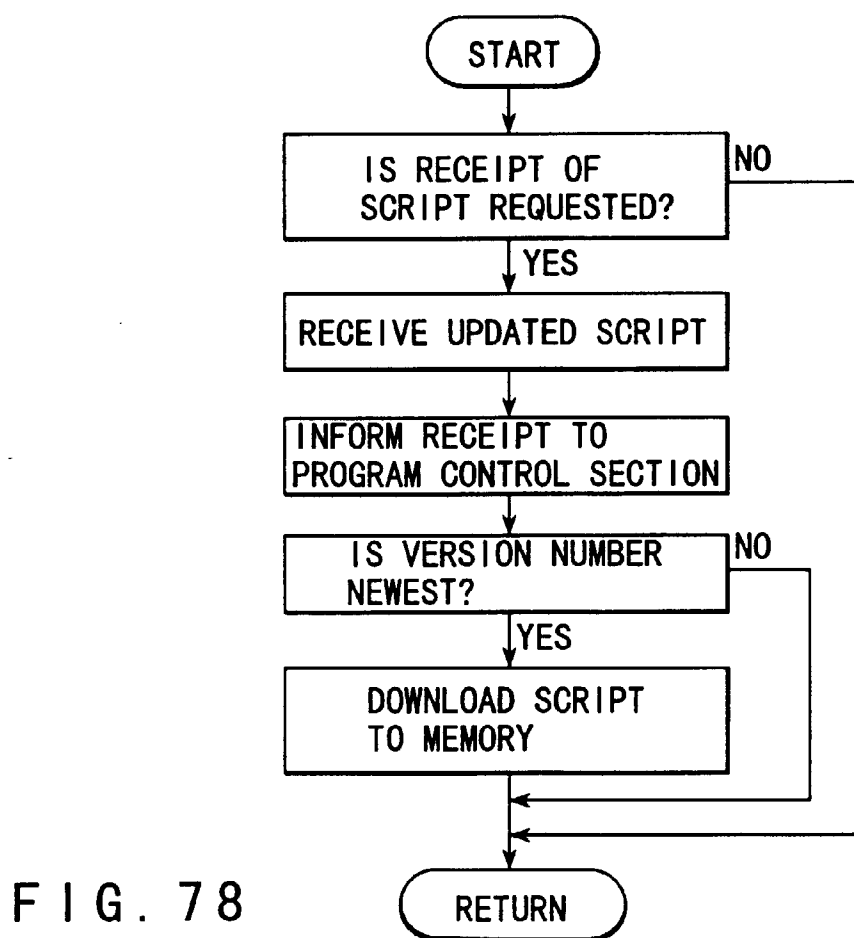 START
IS RECEIPT OF
SCRIPT REQUESTED?
NO
YES
RECEIVE UPDATED SCRIPT
INFORM RECEIPT TO
PROGRAM CONTROL SECTION
IS VERSION NUMBER
NEWEST?
NO
YES
DOWNLOAD SCRIPT
TO MEMORY
RETURN
FIG. 78